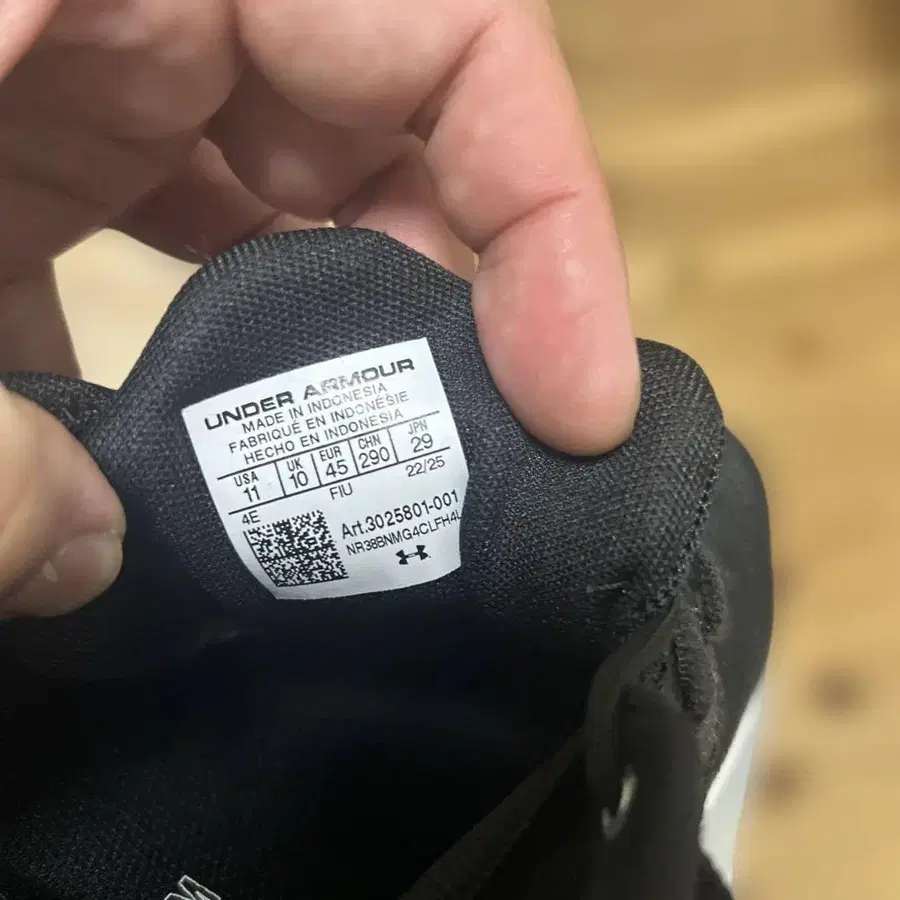 UNDER ARMOUR
MADE IN INDONESIA
FABRIQUÉ EN INDONÉSIE
HECHO EN INDONESIA
USA UK EUR CHN JPN
11 10 45 290 29
4E FIU 22/25
Art.3025801-001
NR38BNMG4CLFH4L
M